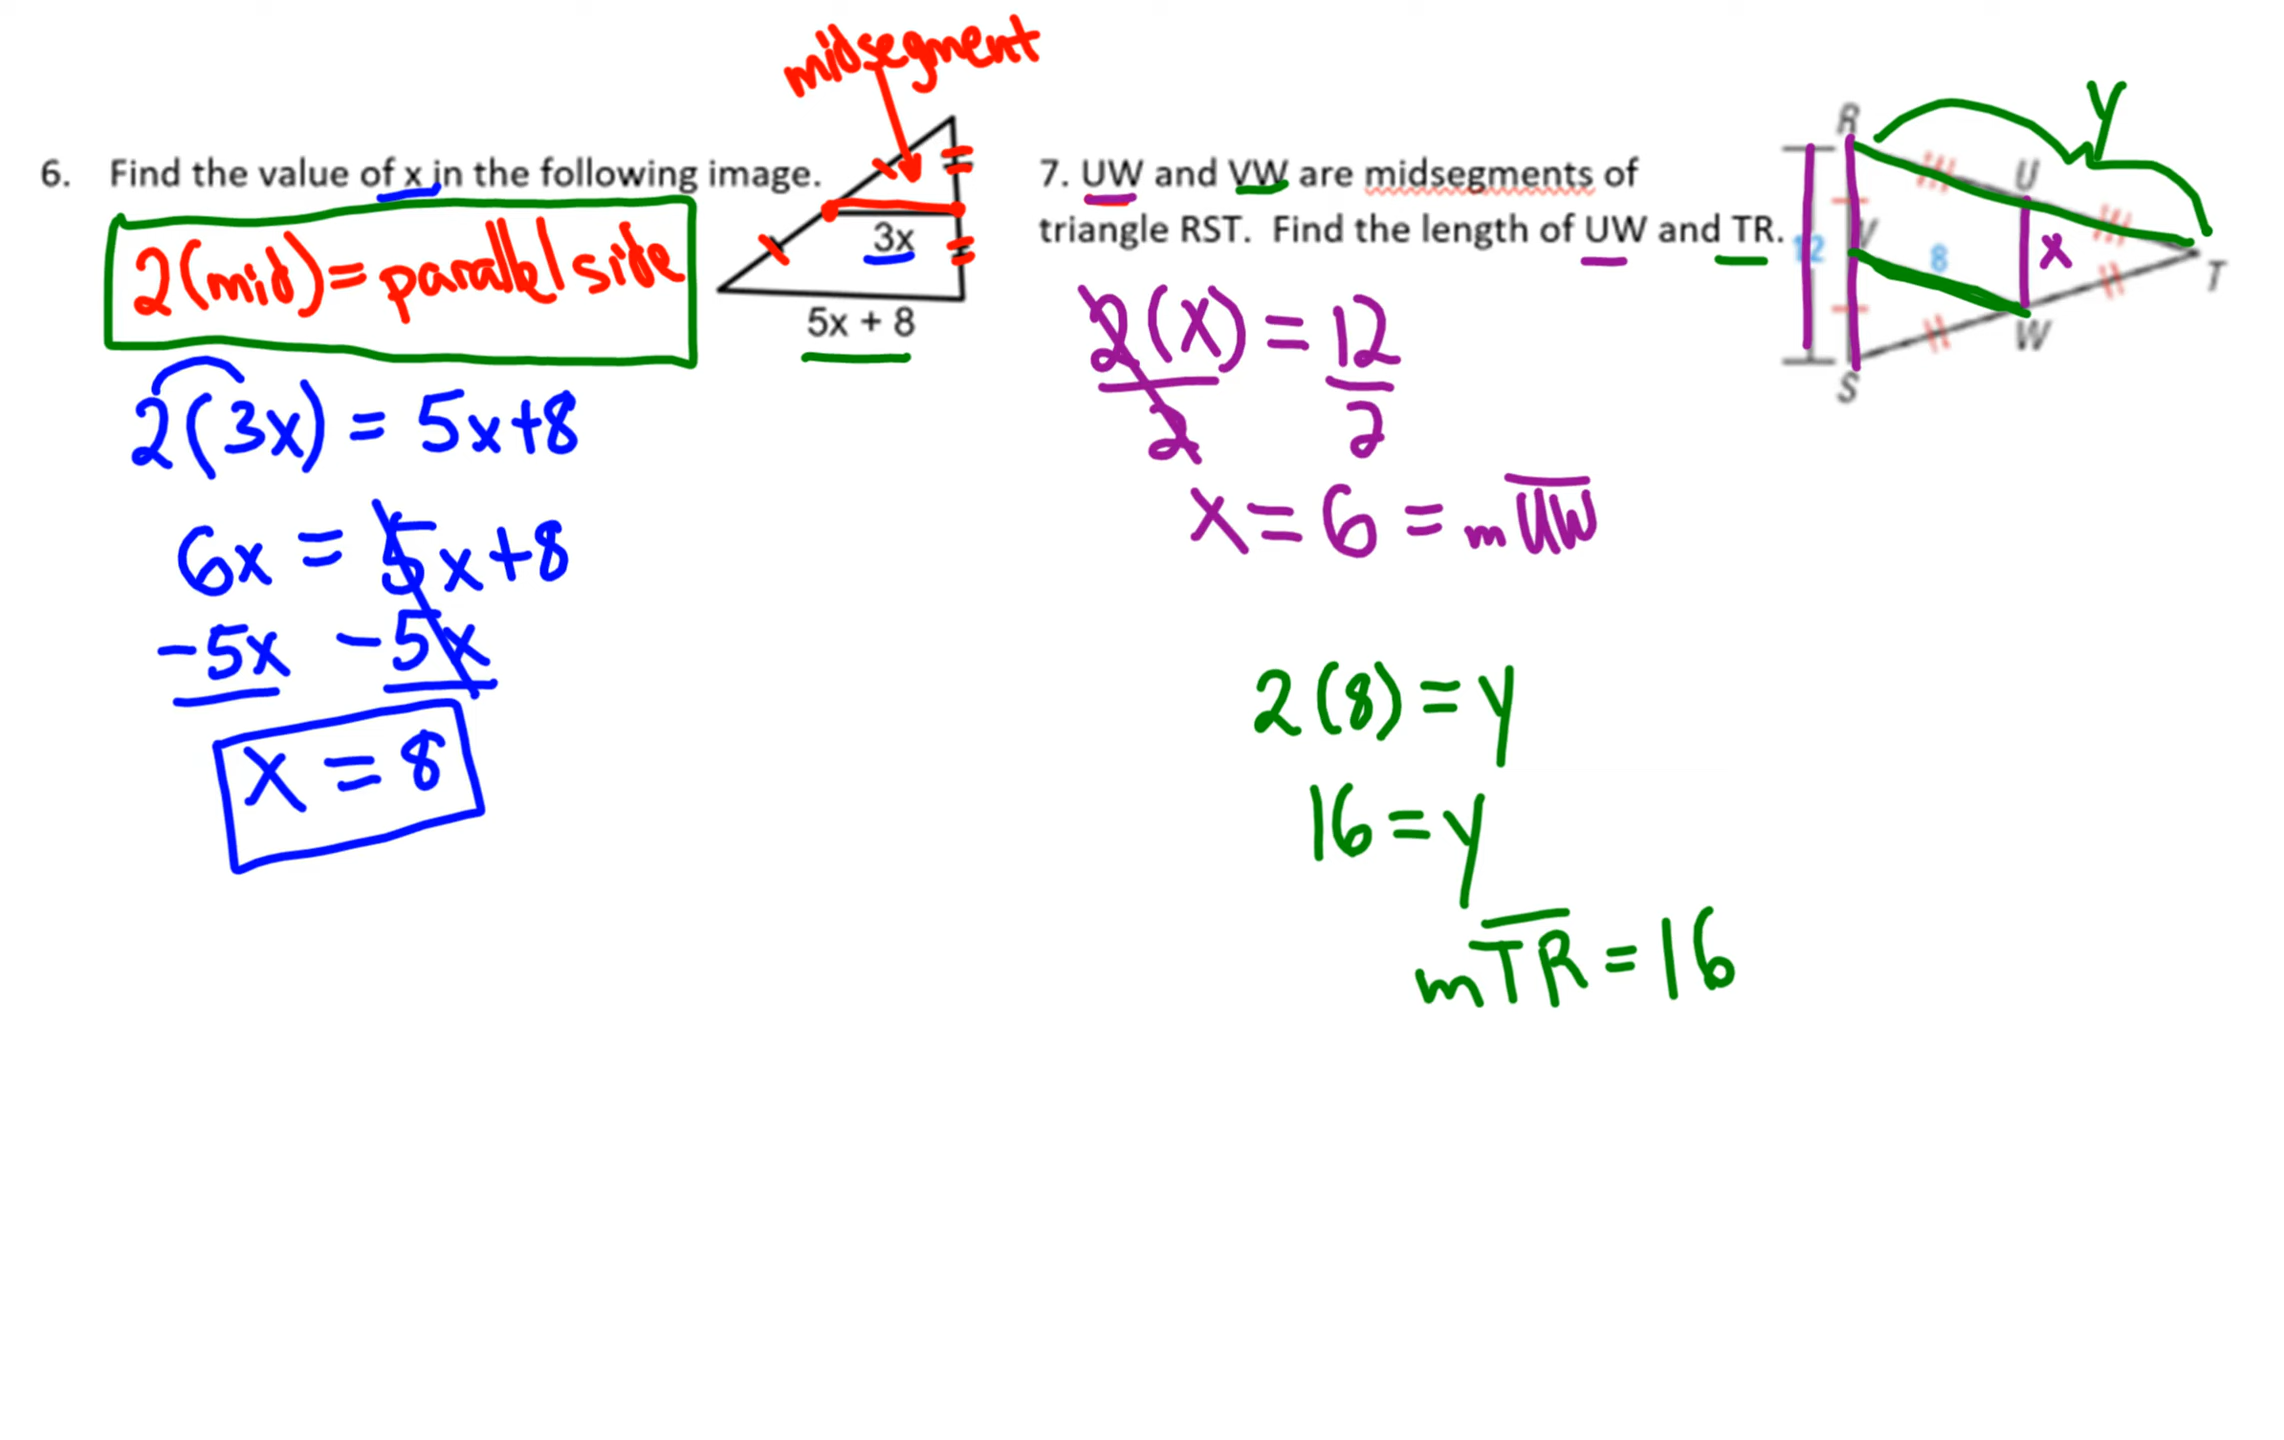 midsegment
6. Find the value of x in the following image.
2(mid) = parallel side
3x
5x + 8
2(3x) = 5x+8
6x = 5x+8
-5x -5x
x = 8
7. UW and VW are midsegments of
triangle RST. Find the length of UW and TR.
R
Y
U
V
12
8
x
T
W
S
2(x) = 12
2 2
x = 6 = m UW
2(8) = y
16 = y
mTR = 16